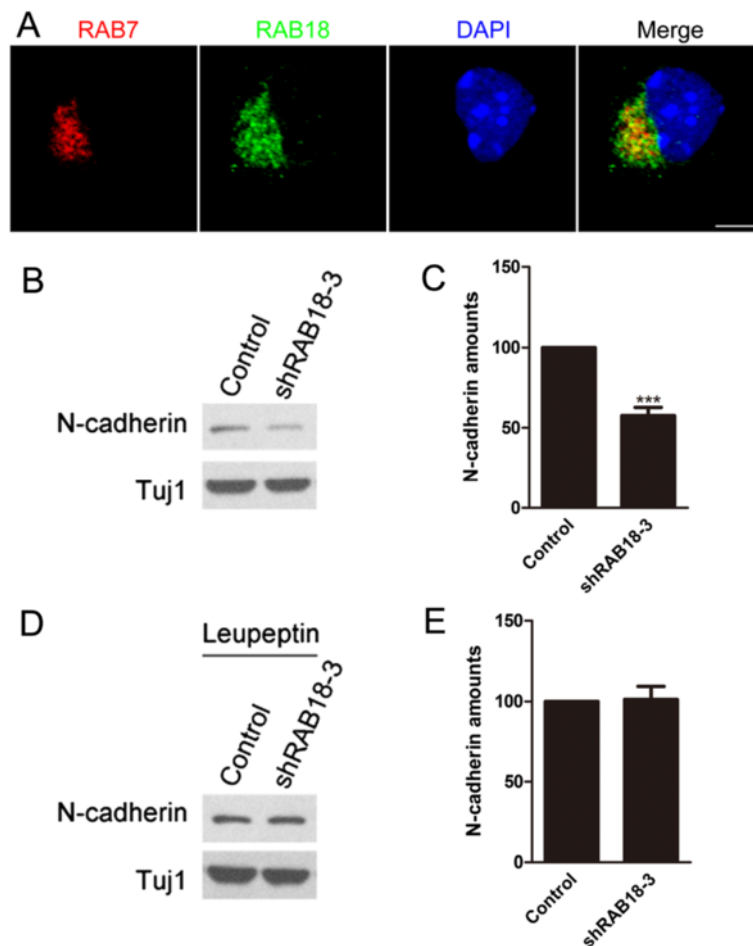 A
RAB7 RAB18 DAPI Merge
B
Control shRAB18-3
N-cadherin
Tuj1
C
N-cadherin amounts
150
100
50
0
***
Control shRAB18-3
D
Leupeptin
Control shRAB18-3
N-cadherin
Tuj1
E
N-cadherin amounts
150
100
50
0
Control shRAB18-3